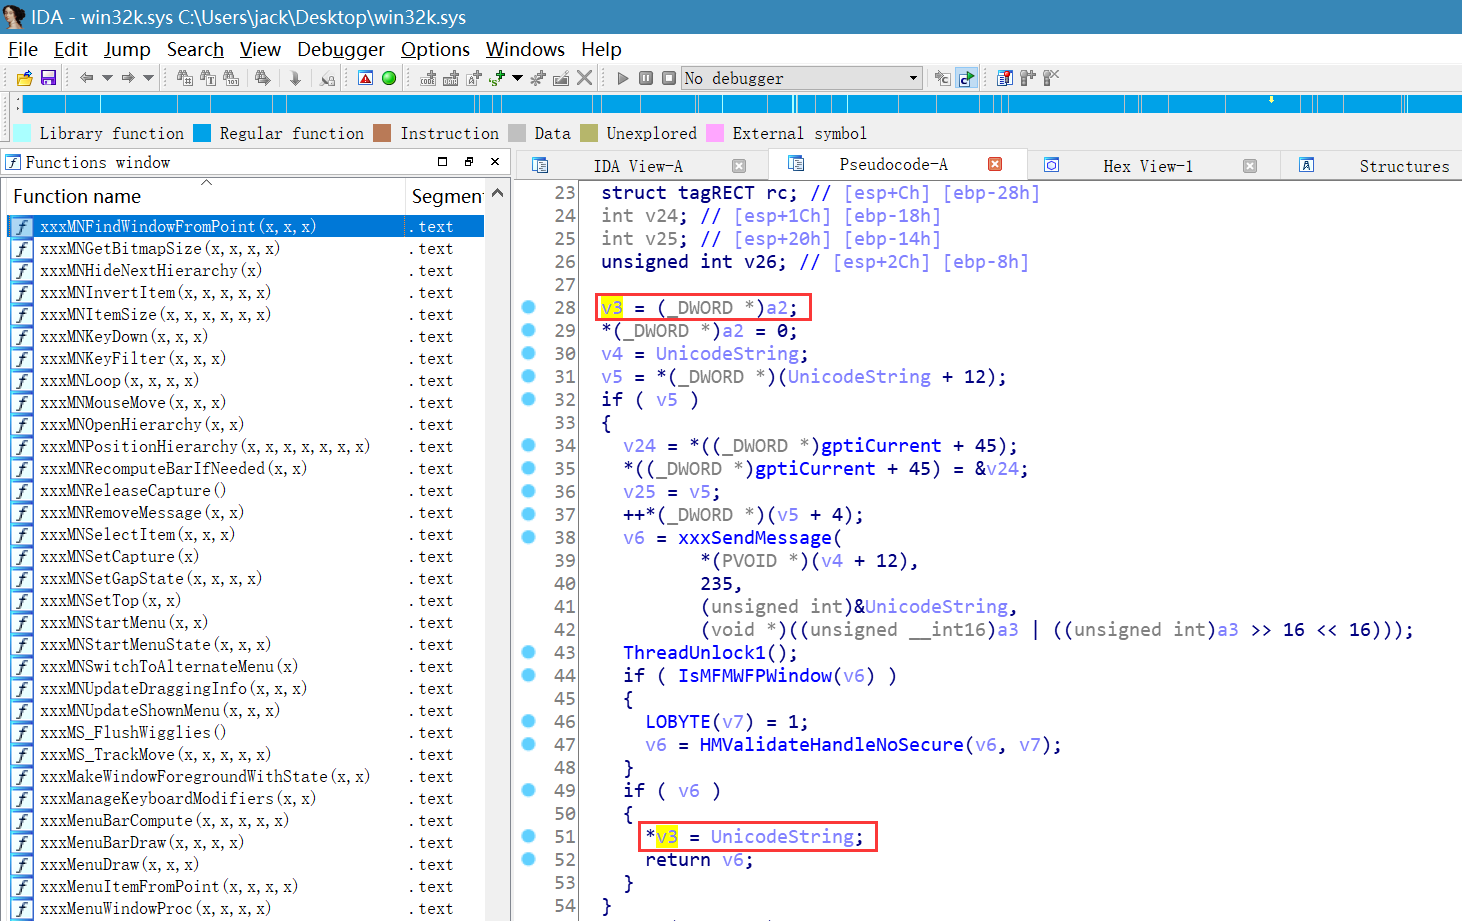 IDA - win32k.sys C:\Users\jack\Desktop\win32k.sys
File Edit Jump Search View Debugger Options Windows Help
No debugger
Library function Regular function Instruction Data Unexplored External symbol
Functions window
IDA View-A Pseudocode-A Hex View-1 Structures
Function name Segment
xxxMNFindWindowFromPoint(x,x,x) .text
xxxMNGetBitmapSize(x,x,x,x) .text
xxxMNHideNextHierarchy(x) .text
xxxMNInvertItem(x,x,x,x,x) .text
xxxMNItemSize(x,x,x,x,x) .text
xxxMNKeyDown(x,x,x) .text
xxxMNKeyFilter(x,x,x) .text
xxxMNLoop(x,x,x,x) .text
xxxMNMouseMove(x,x,x) .text
xxxMNOpenHierarchy(x,x) .text
xxxMNPositionHierarchy(x,x,x,x,x,x,x) .text
xxxMNRecomputeBarIfNeeded(x,x) .text
xxxMNReleaseCapture() .text
xxxMNRemoveMessage(x,x) .text
xxxMNSelectItem(x,x,x) .text
xxxMNSetCapture(x) .text
xxxMNSetGapState(x,x,x,x) .text
xxxMNSetTop(x,x) .text
xxxMNStartMenu(x,x) .text
xxxMNStartMenuState(x,x,x) .text
xxxMNSwitchToAlternateMenu(x) .text
xxxMNUpdateDraggingInfo(x,x,x) .text
xxxMNUpdateShownMenu(x,x,x) .text
xxxMS_FlushWigglies() .text
xxxMS_TrackMove(x,x,x,x,x) .text
xxxMakeWindowForegroundWithState(x,x) .text
xxxManageKeyboardModifiers(x,x) .text
xxxMenuBarCompute(x,x,x,x,x) .text
xxxMenuBarDraw(x,x,x,x) .text
xxxMenuDraw(x,x,x) .text
xxxMenuItemFromPoint(x,x,x,x) .text
xxxMenuWindowProc(x,x,x,x) .text
23 struct tagRECT rc; // [esp+Ch] [ebp-28h]
24 int v24; // [esp+1Ch] [ebp-18h]
25 int v25; // [esp+20h] [ebp-14h]
26 unsigned int v26; // [esp+2Ch] [ebp-8h]
27
28 v3 = (_DWORD *)a2;
29 *(_DWORD *)a2 = 0;
30 v4 = UnicodeString;
31 v5 = *(_DWORD *)(UnicodeString + 12);
32 if ( v5 )
33 {
34 v24 = *((_DWORD *)gptiCurrent + 45);
35 *((_DWORD *)gptiCurrent + 45) = &v24;
36 v25 = v5;
37 ++*(_DWORD *)(v5 + 4);
38 v6 = xxxSendMessage(
39 *(PVOID *)(v4 + 12),
40 235,
41 (unsigned int)&UnicodeString,
42 (void *)((unsigned __int16)a3 | ((unsigned int)a3 >> 16 << 16)));
43 ThreadUnlock1();
44 if ( IsMFMWFPWindow(v6) )
45 {
46 LOBYTE(v7) = 1;
47 v6 = HMValidateHandleNoSecure(v6, v7);
48 }
49 if ( v6 )
50 {
51 *v3 = UnicodeString;
52 return v6;
53 }
54 }